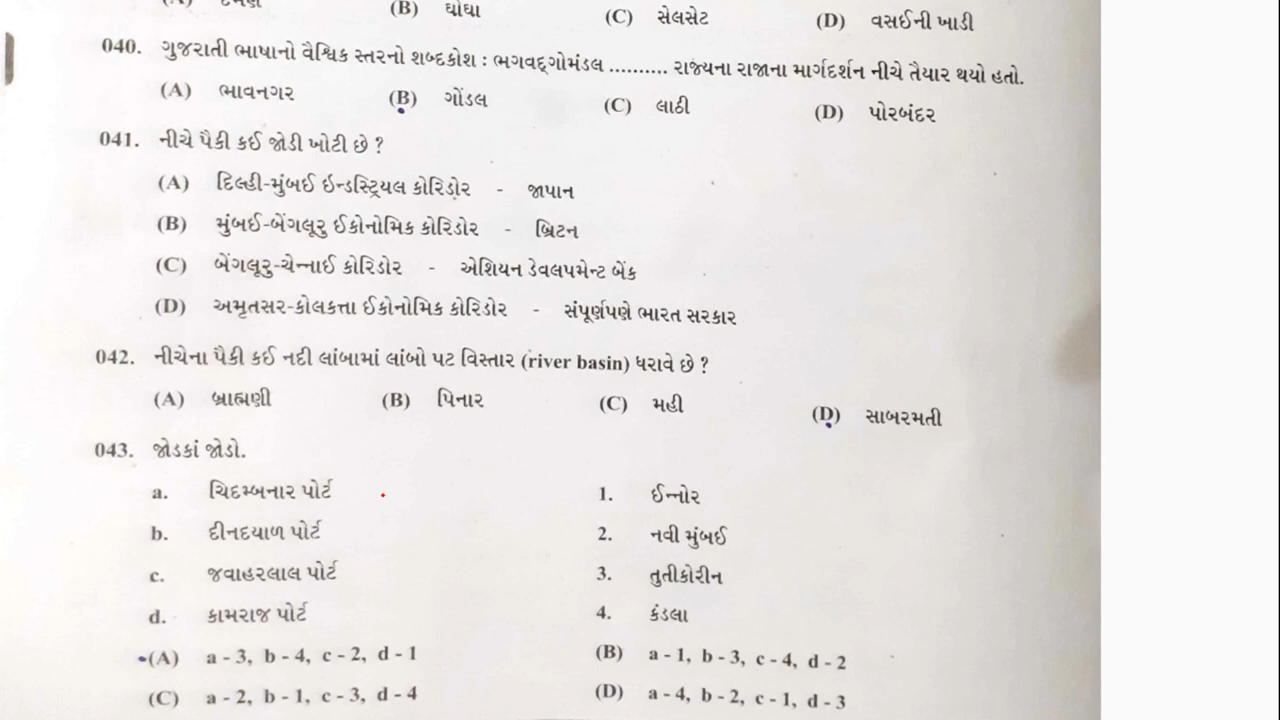 (B) ઘોઘા (C) સેલસેટ (D) વસઈની ખાડી
040. ગુજરાતી ભાષાનો વૈશ્વિક સ્તરનો શબ્દકોશ : ભગવદ્ગોમંડલ .......... રાજ્યના રાજાના માર્ગદર્શન નીચે તૈયાર થયો હતો.
(A) ભાવનગર (B) ગોંડલ (C) લાઠી (D) પોરબંદર
041. નીચે પૈકી કઈ જોડી ખોટી છે ?
(A) દિલ્હી-મુંબઈ ઇન્ડસ્ટ્રિયલ કોરિડોર - જાપાન
(B) મુંબઈ-બેંગલૂરુ ઈકોનોમિક કોરિડોર - બ્રિટન
(C) બેંગલૂરુ-ચેન્નાઈ કોરિડોર - એશિયન ડેવલપમેન્ટ બેંક
(D) અમૃતસર-કોલકત્તા ઈકોનોમિક કોરિડોર - સંપૂર્ણપણે ભારત સરકાર
042. નીચેના પૈકી કઈ નદી લાંબામાં લાંબો પટ વિસ્તાર (river basin) ધરાવે છે ?
(A) બ્રાહ્મણી (B) પિનાર (C) મહી (D) સાબરમતી
043. જોડકાં જોડો.
a. ચિદમ્બનાર પોર્ટ 1. ઈન્નોર
b. દીનદયાળ પોર્ટ 2. નવી મુંબઈ
c. જવાહરલાલ પોર્ટ 3. તુતીકોરીન
d. કામરાજ પોર્ટ 4. કંડલા
(A) a - 3, b - 4, c - 2, d - 1 (B) a - 1, b - 3, c - 4, d - 2
(C) a - 2, b - 1, c - 3, d - 4 (D) a - 4, b - 2, c - 1, d - 3